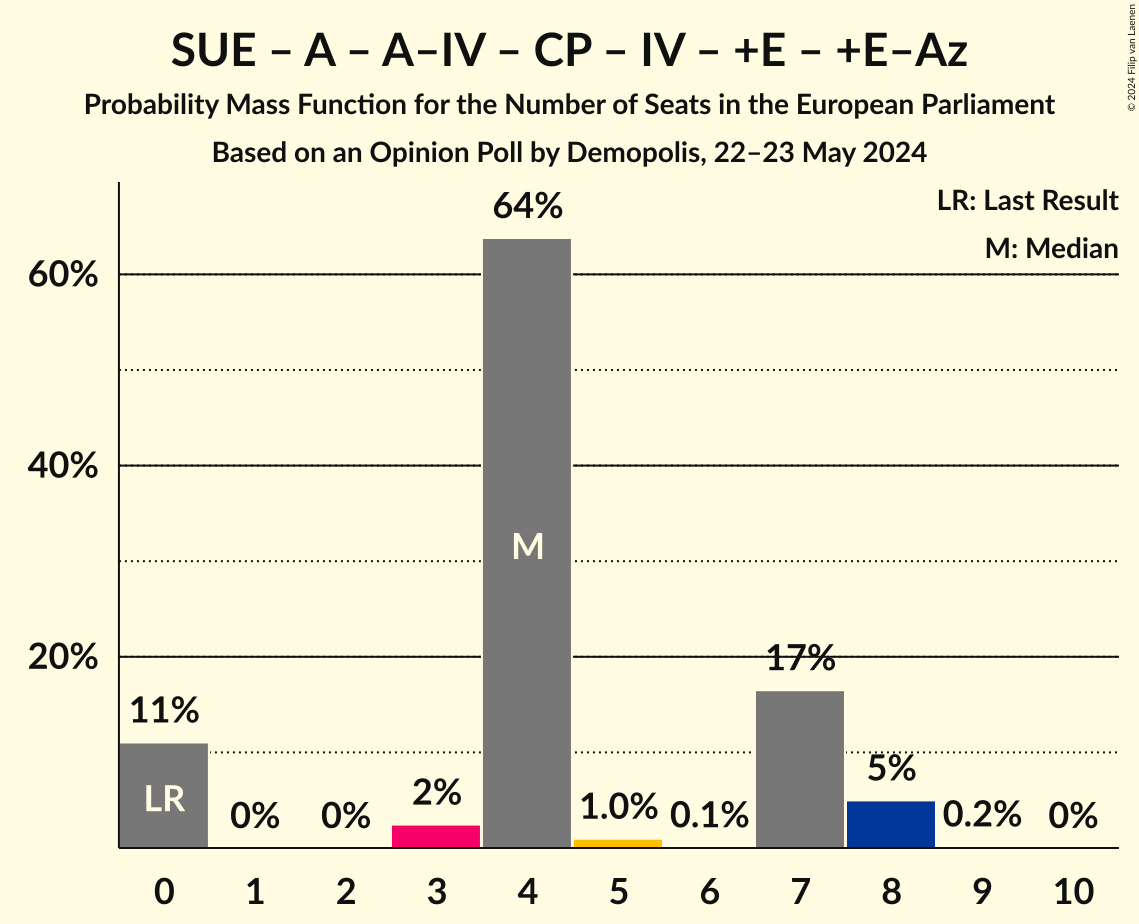 SUE – A – A–IV – CP – IV – +E – +E–Az
Probability Mass Function for the Number of Seats in the European Parliament
Based on an Opinion Poll by Demopolis, 22–23 May 2024
© 2024 Filip van Laenen
LR: Last Result
M: Median
60%
40%
20%
11%
0%
0%
2%
64%
1.0%
0.1%
17%
5%
0.2%
0%
LR
M
0 1 2 3 4 5 6 7 8 9 10